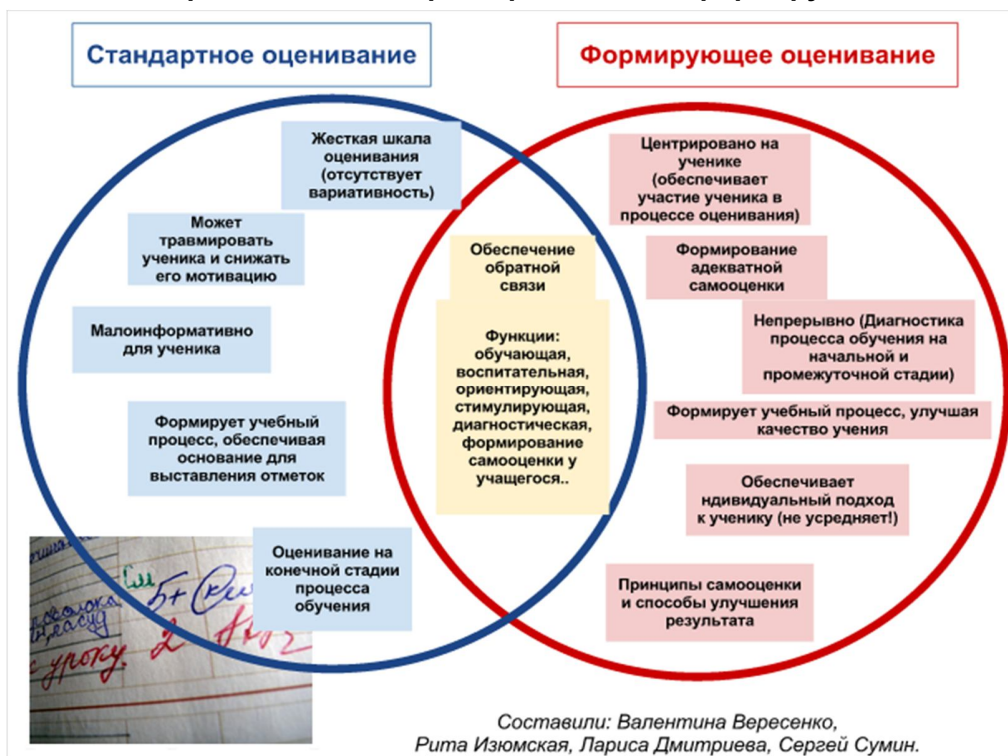 Стандартное оценивание
Формирующее оценивание
Жесткая шкала
оценивания
(отсутствует
вариативность)
Может
травмировать
ученика и снижать
его мотивацию
Малоинформативно
для ученика
Формирует учебный
процесс, обеспечивая
основание для
выставления отметок
Оценивание на
конечной стадии
процесса
обучения
Обеспечение
обратной
связи
Функции:
обучающая,
воспитательная,
ориентирующая,
стимулирующая,
диагностическая,
формирование
самооценки у
учащегося..
Центрировано на
ученике
(обеспечивает
участие ученика в
процессе оценивания)
Формирование
адекватной
самооценки
Непрерывно (Диагностика
процесса обучения на
начальной и
промежуточной стадии)
Формирует учебный процесс, улучшая
качество учения
Обеспечивает
ндивидуальный подход
к ученику (не усредняет!)
Принципы самооценки
и способы улучшения
результата
5+
уроку. 2
Составили: Валентина Вересенко,
Рита Изюмская, Лариса Дмитриева, Сергей Сумин.